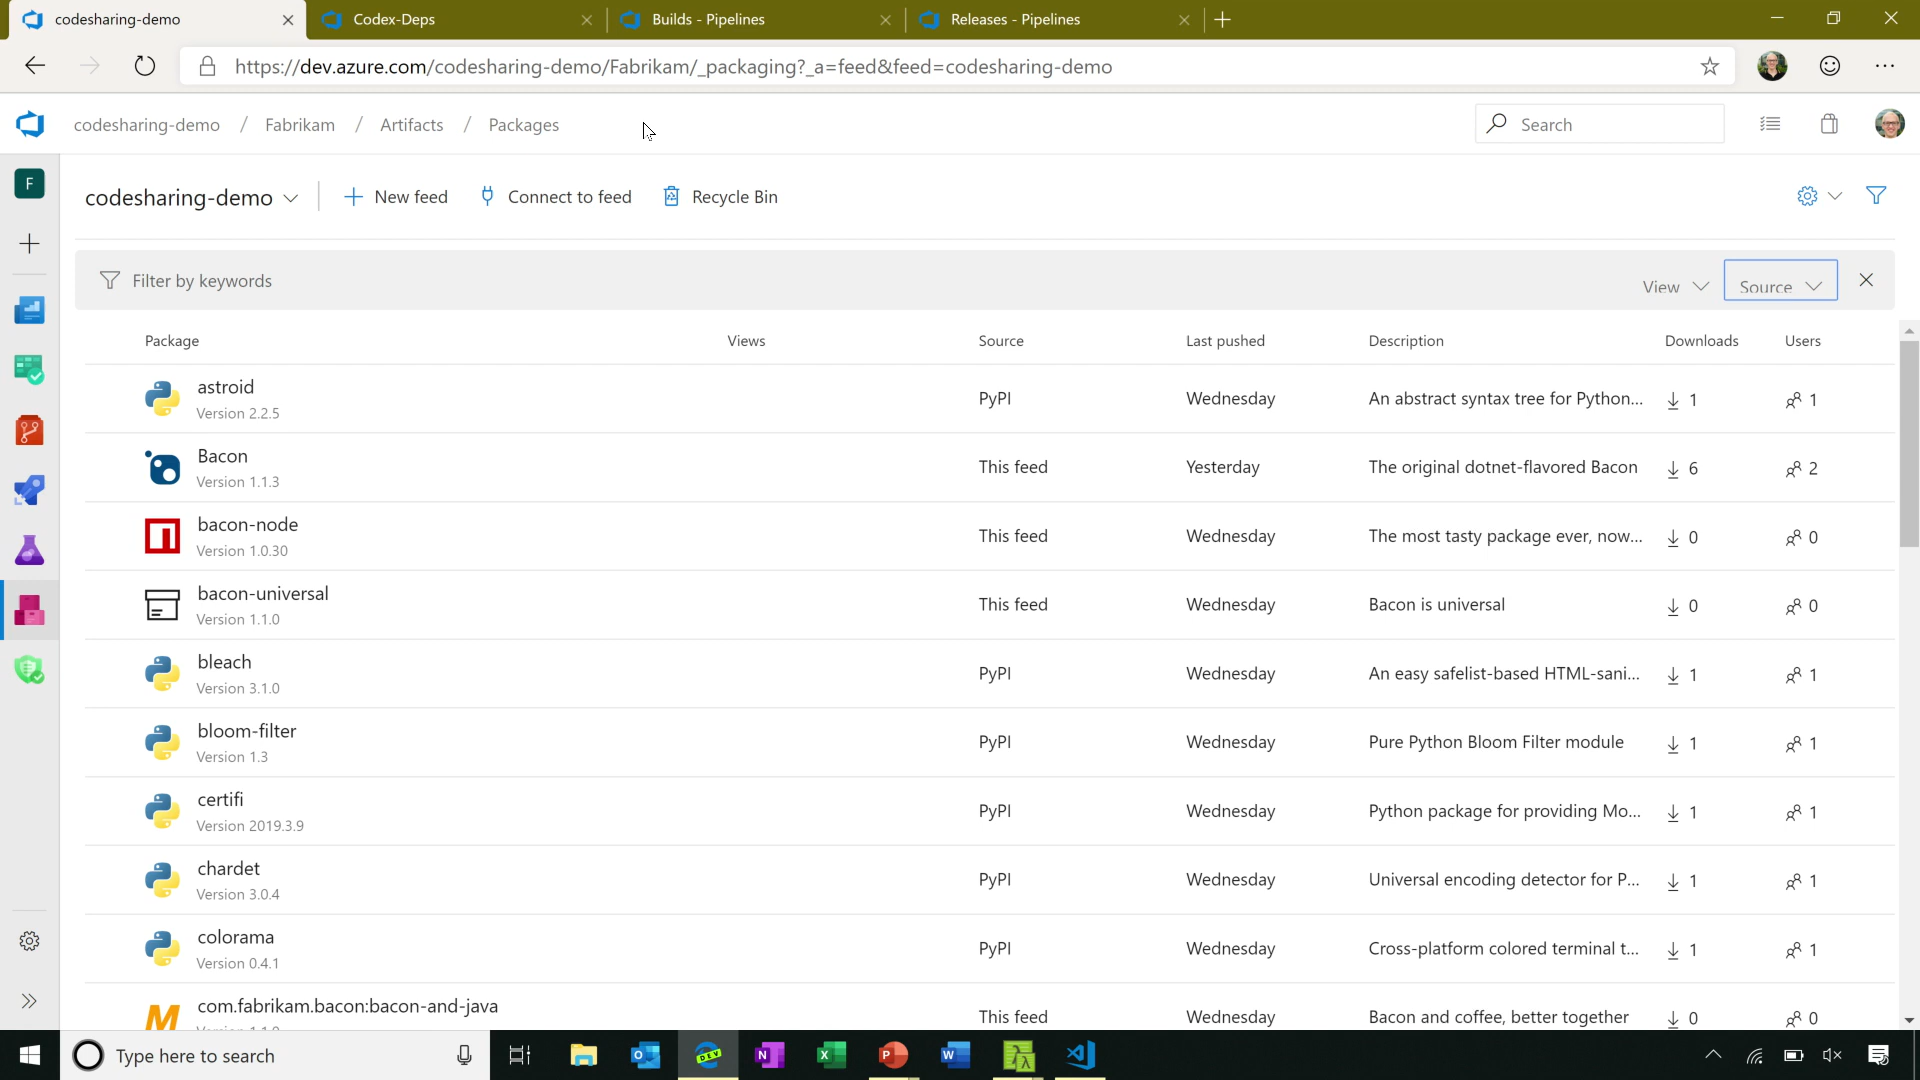 codesharing-demo
Codex-Deps
Builds - Pipelines
Releases - Pipelines
https://dev.azure.com/codesharing-demo/Fabrikam/_packaging?_a=feed&feed=codesharing-demo
codesharing-demo / Fabrikam / Artifacts / Packages
Search
F
codesharing-demo
New feed
Connect to feed
Recycle Bin
Filter by keywords
View
Source
Package Views Source Last pushed Description Downloads Users
astroid
Version 2.2.5
PyPI Wednesday An abstract syntax tree for Python... 1 1
Bacon
Version 1.1.3
This feed Yesterday The original dotnet-flavored Bacon 6 2
bacon-node
Version 1.0.30
This feed Wednesday The most tasty package ever, now... 0 0
bacon-universal
Version 1.1.0
This feed Wednesday Bacon is universal 0 0
bleach
Version 3.1.0
PyPI Wednesday An easy safelist-based HTML-sani... 1 1
bloom-filter
Version 1.3
PyPI Wednesday Pure Python Bloom Filter module 1 1
certifi
Version 2019.3.9
PyPI Wednesday Python package for providing Mo... 1 1
chardet
Version 3.0.4
PyPI Wednesday Universal encoding detector for P... 1 1
colorama
Version 0.4.1
PyPI Wednesday Cross-platform colored terminal t... 1 1
com.fabrikam.bacon:bacon-and-java
This feed Wednesday Bacon and coffee, better together 0 0
Type here to search
DEV